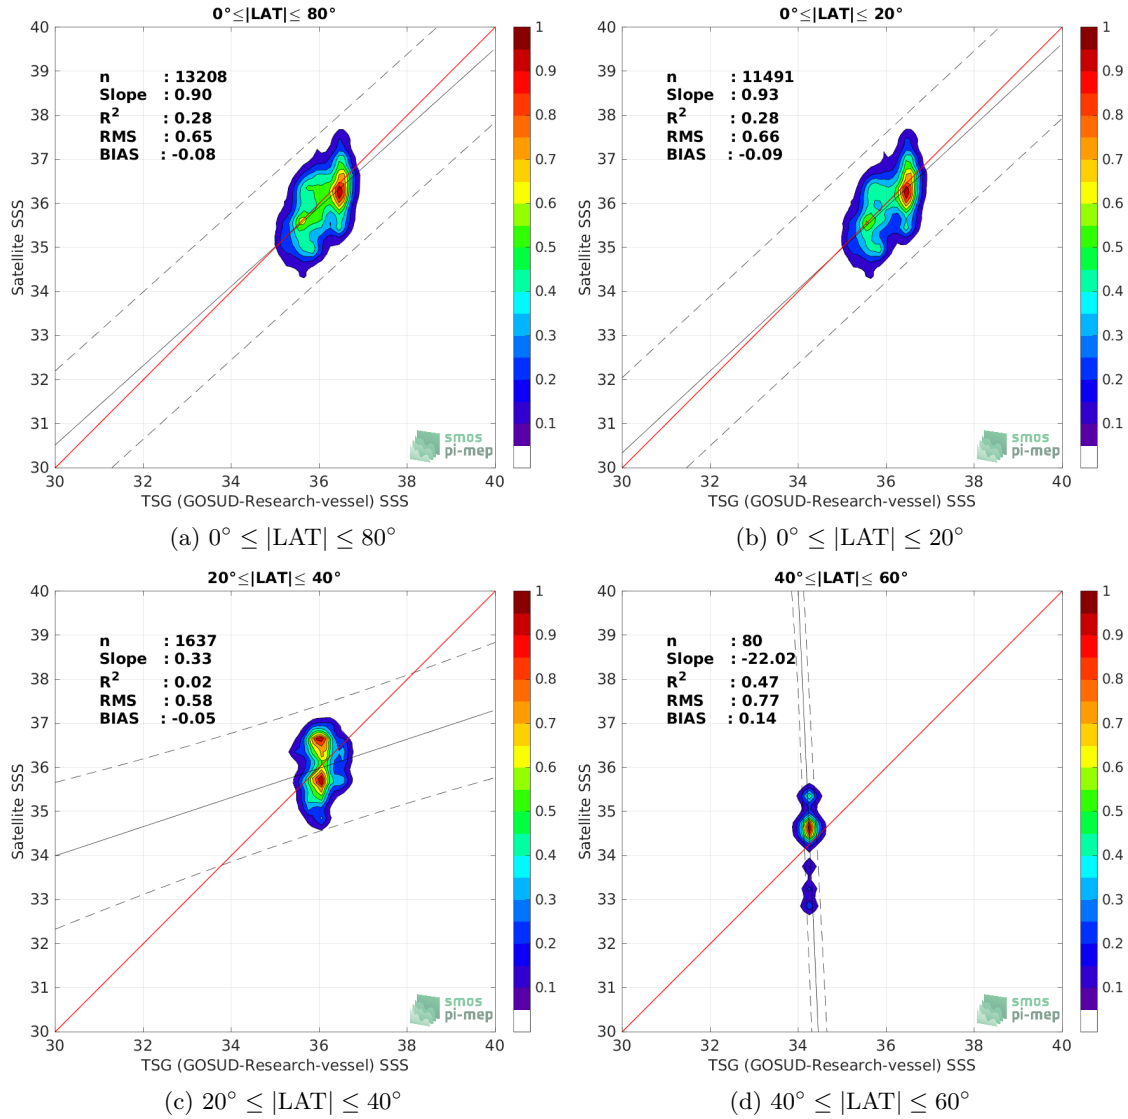 0°≤|LAT|≤ 80°
n : 13208
Slope : 0.90
R² : 0.28
RMS : 0.65
BIAS : -0.08
40
39
38
37
36
35
34
33
32
31
30
Satellite SSS
30 32 34 36 38 40
TSG (GOSUD-Research-vessel) SSS
1
0.9
0.8
0.7
0.6
0.5
0.4
0.3
0.2
0.1
smos
pi-mep
(a) 0° ≤ |LAT| ≤ 80°
0°≤|LAT|≤ 20°
n : 11491
Slope : 0.93
R² : 0.28
RMS : 0.66
BIAS : -0.09
40
39
38
37
36
35
34
33
32
31
30
Satellite SSS
30 32 34 36 38 40
TSG (GOSUD-Research-vessel) SSS
1
0.9
0.8
0.7
0.6
0.5
0.4
0.3
0.2
0.1
smos
pi-mep
(b) 0° ≤ |LAT| ≤ 20°
20°≤|LAT|≤ 40°
n : 1637
Slope : 0.33
R² : 0.02
RMS : 0.58
BIAS : -0.05
40
39
38
37
36
35
34
33
32
31
30
Satellite SSS
30 32 34 36 38 40
TSG (GOSUD-Research-vessel) SSS
1
0.9
0.8
0.7
0.6
0.5
0.4
0.3
0.2
0.1
smos
pi-mep
(c) 20° ≤ |LAT| ≤ 40°
40°≤|LAT|≤ 60°
n : 80
Slope : -22.02
R² : 0.47
RMS : 0.77
BIAS : 0.14
40
39
38
37
36
35
34
33
32
31
30
Satellite SSS
30 32 34 36 38 40
TSG (GOSUD-Research-vessel) SSS
1
0.9
0.8
0.7
0.6
0.5
0.4
0.3
0.2
0.1
smos
pi-mep
(d) 40° ≤ |LAT| ≤ 60°